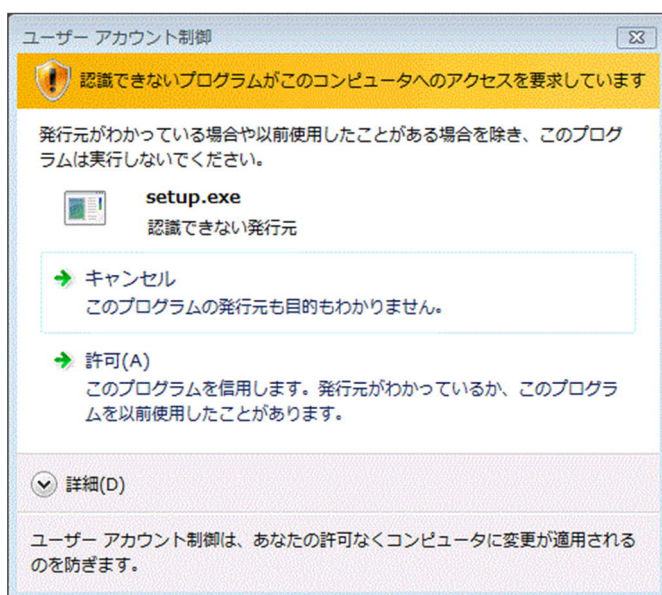 ユーザー アカウント制御
認識できないプログラムがこのコンピュータへのアクセスを要求しています
発行元がわかっている場合や以前使用したことがある場合を除き、このプログ
ラムは実行しないでください。
setup.exe
認識できない発行元
キャンセル
このプログラムの発行元も目的もわかりません。
許可(A)
このプログラムを信用します。発行元がわかっているか、このプログラ
ムを以前使用したことがあります。
詳細(D)
ユーザー アカウント制御は、あなたの許可なくコンピュータに変更が適用される
のを防ぎます。